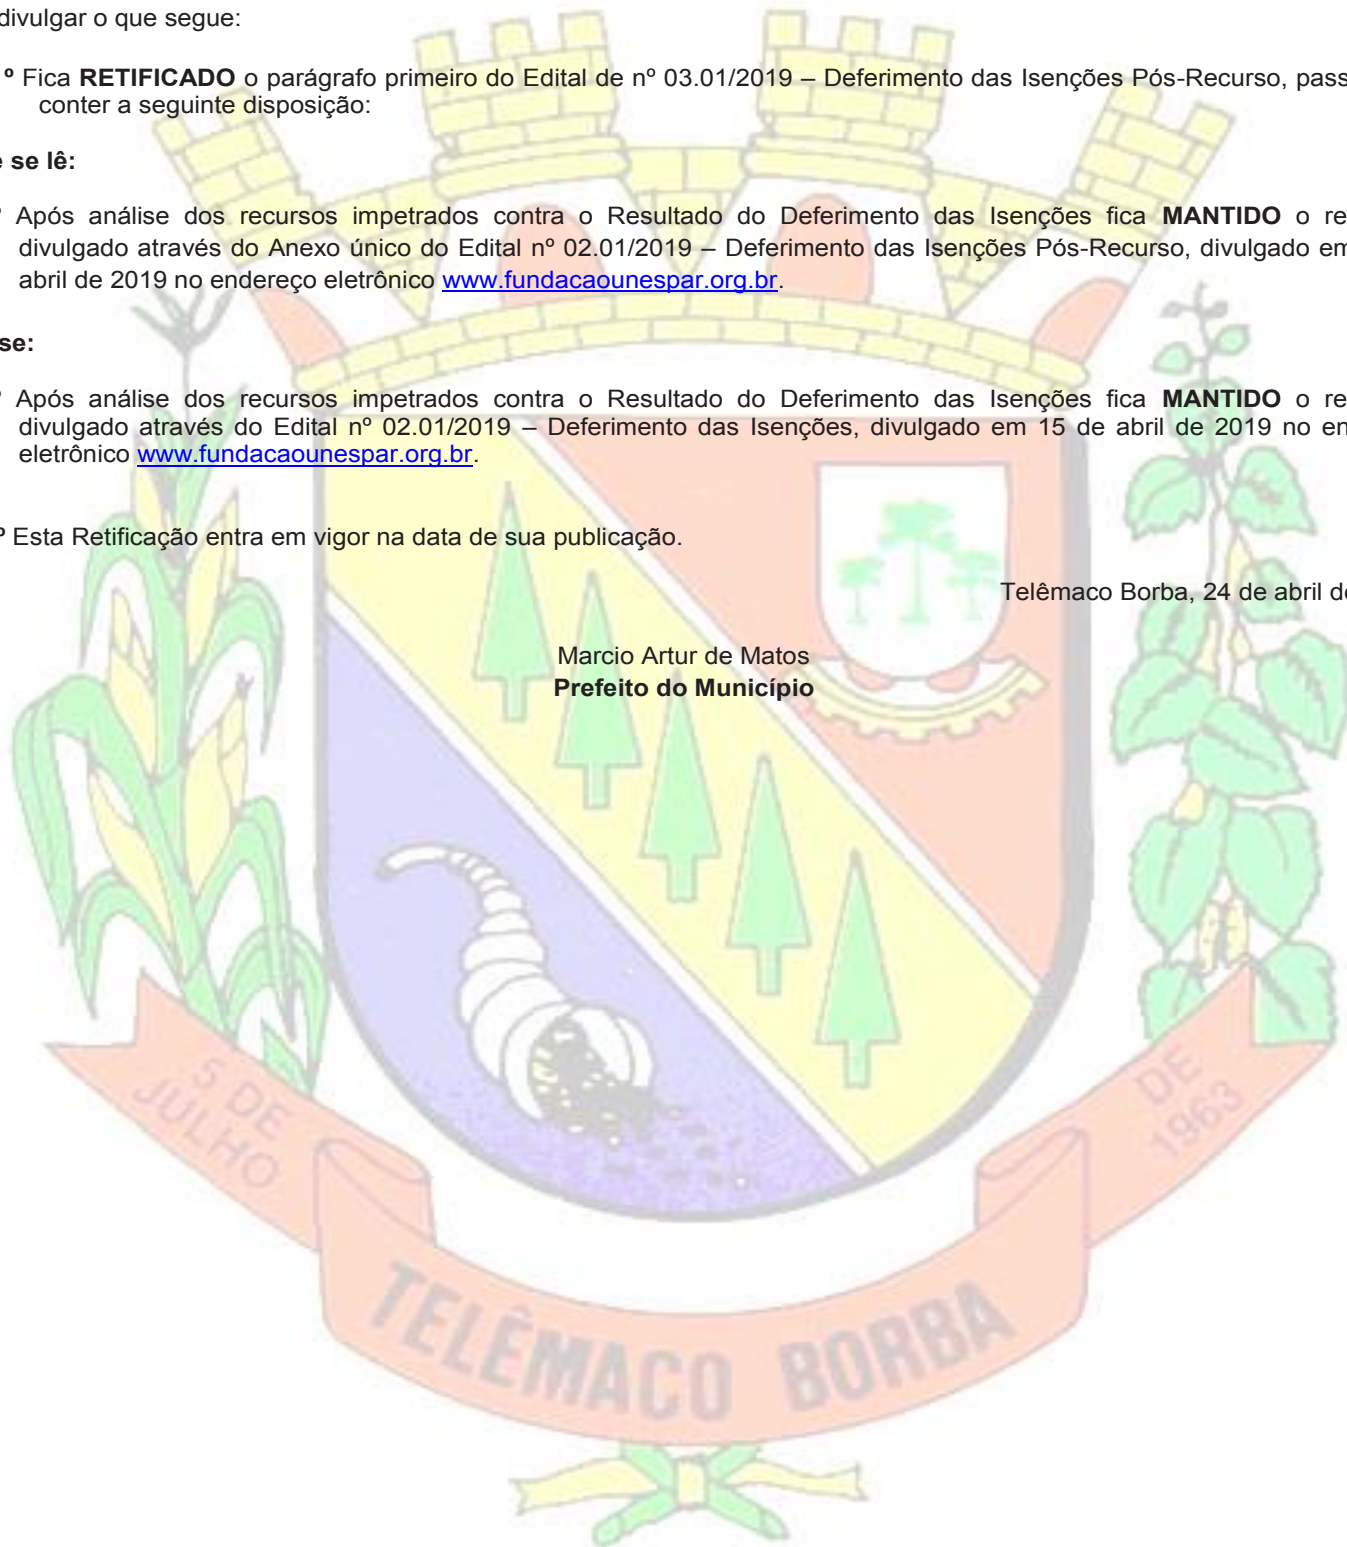 divulgar o que segue:
º Fica RETIFICADO o parágrafo primeiro do Edital de nº 03.01/2019 – Deferimento das Isenções Pós-Recurso, pass
conter a seguinte disposição:
e se lê:
º Após análise dos recursos impetrados contra o Resultado do Deferimento das Isenções fica MANTIDO o re
divulgado através do Anexo único do Edital nº 02.01/2019 – Deferimento das Isenções Pós-Recurso, divulgado em
abril de 2019 no endereço eletrônico www.fundacaounespar.org.br.
se:
º Após análise dos recursos impetrados contra o Resultado do Deferimento das Isenções fica MANTIDO o re
divulgado através do Edital nº 02.01/2019 – Deferimento das Isenções, divulgado em 15 de abril de 2019 no en
eletrônico www.fundacaounespar.org.br.
º Esta Retificação entra em vigor na data de sua publicação.
Telêmaco Borba, 24 de abril de
Marcio Artur de Matos
Prefeito do Município
5 DE
JULHO
DE
1963
TELÊMACO BORBA